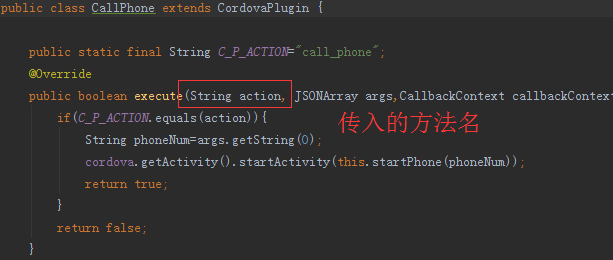 public class CallPhone extends CordovaPlugin {
public static final String C_P_ACTION="call_phone";
@Override
public boolean execute(String action, JSONArray args,CallbackContext callbackContext
传入的方法名
if(C_P_ACTION.equals(action)){
String phoneNum=args.getString(0);
cordova.getActivity().startActivity(this.startPhone(phoneNum));
return true;
}
return false;
}